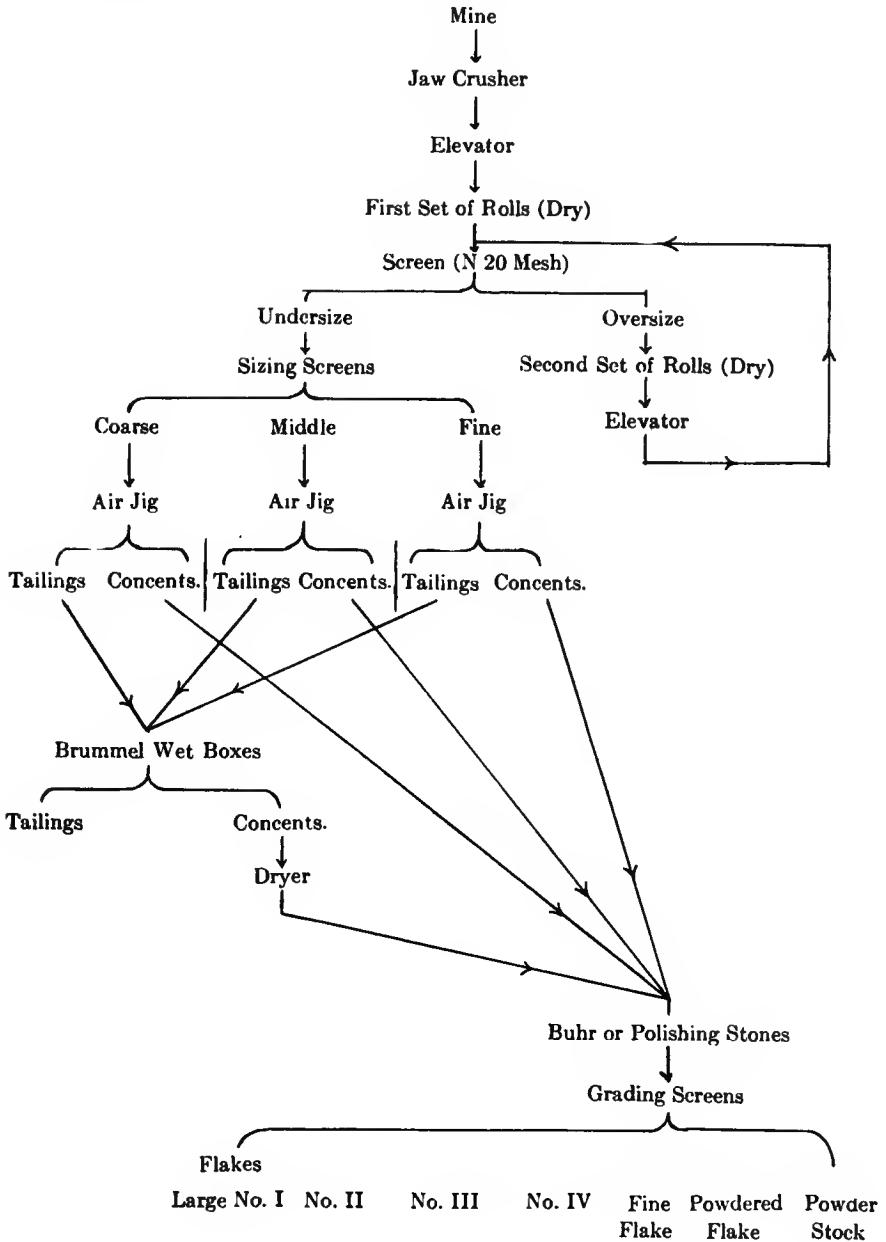 Mine
Jaw Crusher
Elevator
First Set of Rolls (Dry)
Screen (N 20 Mesh)
Undersize
Oversize
Sizing Screens
Second Set of Rolls (Dry)
Coarse
Middle
Fine
Elevator
Air Jig
Air Jig
Air Jig
Tailings Concents.
Tailings Concents.
Tailings Concents.
Brummel Wet Boxes
Tailings
Concents.
Dryer
Buhr or Polishing Stones
Grading Screens
Flakes
Large No. I No. II No. III No. IV
Fine
Flake
Powdered
Flake
Powder
Stock